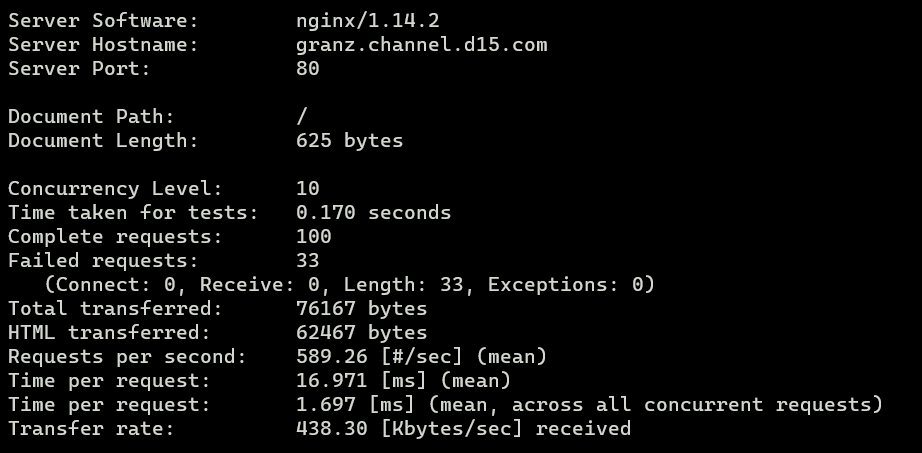 Server Software:        nginx/1.14.2
Server Hostname:        granz.channel.d15.com
Server Port:            80
Document Path:          /
Document Length:        625 bytes
Concurrency Level:      10
Time taken for tests:   0.170 seconds
Complete requests:      100
Failed requests:        33
   (Connect: 0, Receive: 0, Length: 33, Exceptions: 0)
Total transferred:      76167 bytes
HTML transferred:       62467 bytes
Requests per second:    589.26 [#/sec] (mean)
Time per request:       16.971 [ms] (mean)
Time per request:       1.697 [ms] (mean, across all concurrent requests)
Transfer rate:          438.30 [Kbytes/sec] received